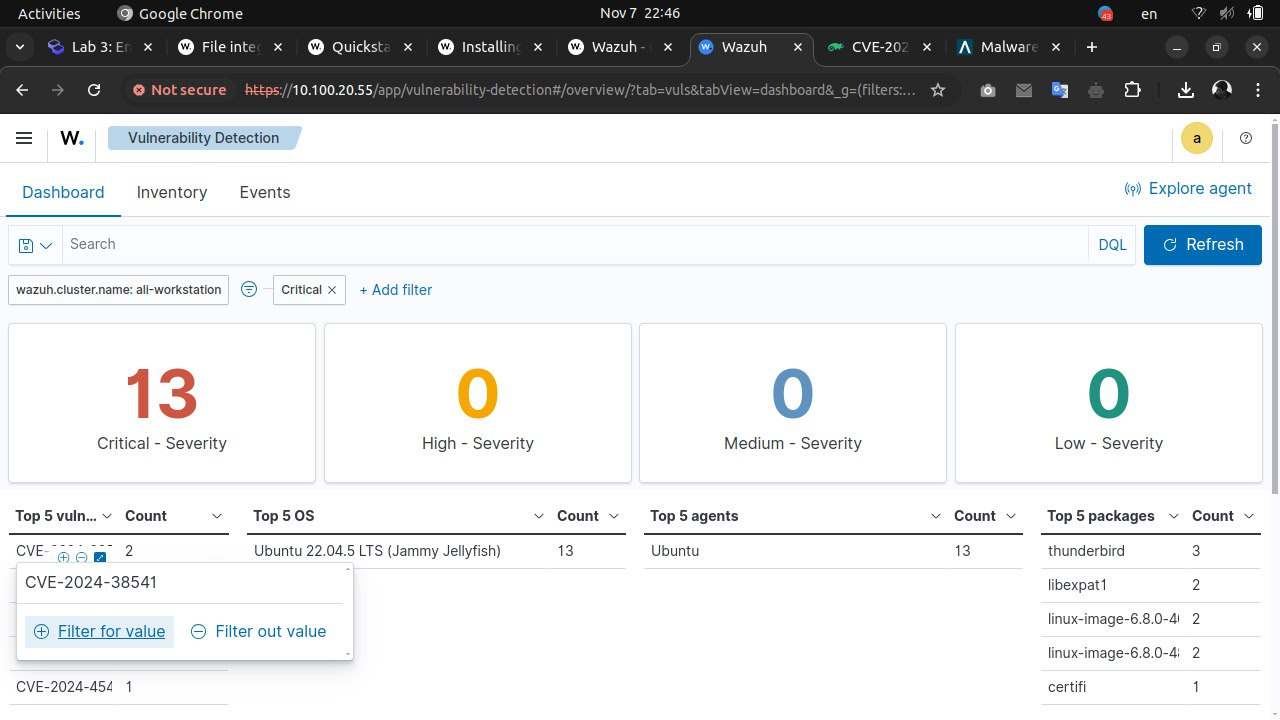 Activities Google Chrome Nov 7 22:46 43 en
Lab 3: En File integ Quicksta Installing Wazuh - Wazuh CVE-202 Malware
Not secure https://10.100.20.55/app/vulnerability-detection#/overview/?tab=vuls&tabView=dashboard&_g=(filters:...
W. Vulnerability Detection a
Dashboard Inventory Events Explore agent
Search DQL Refresh
wazuh.cluster.name: ali-workstation Critical + Add filter
13 0 0 0
Critical - Severity High - Severity Medium - Severity Low - Severity
Top 5 vuln... Count Top 5 OS Count Top 5 agents Count Top 5 packages Count
CVE- 2 Ubuntu 22.04.5 LTS (Jammy Jellyfish) 13 Ubuntu 13 thunderbird 3
CVE-2024-38541 libexpat1 2
linux-image-6.8.0-4 2
Filter for value Filter out value
linux-image-6.8.0-4 2
CVE-2024-454 1 certifi 1